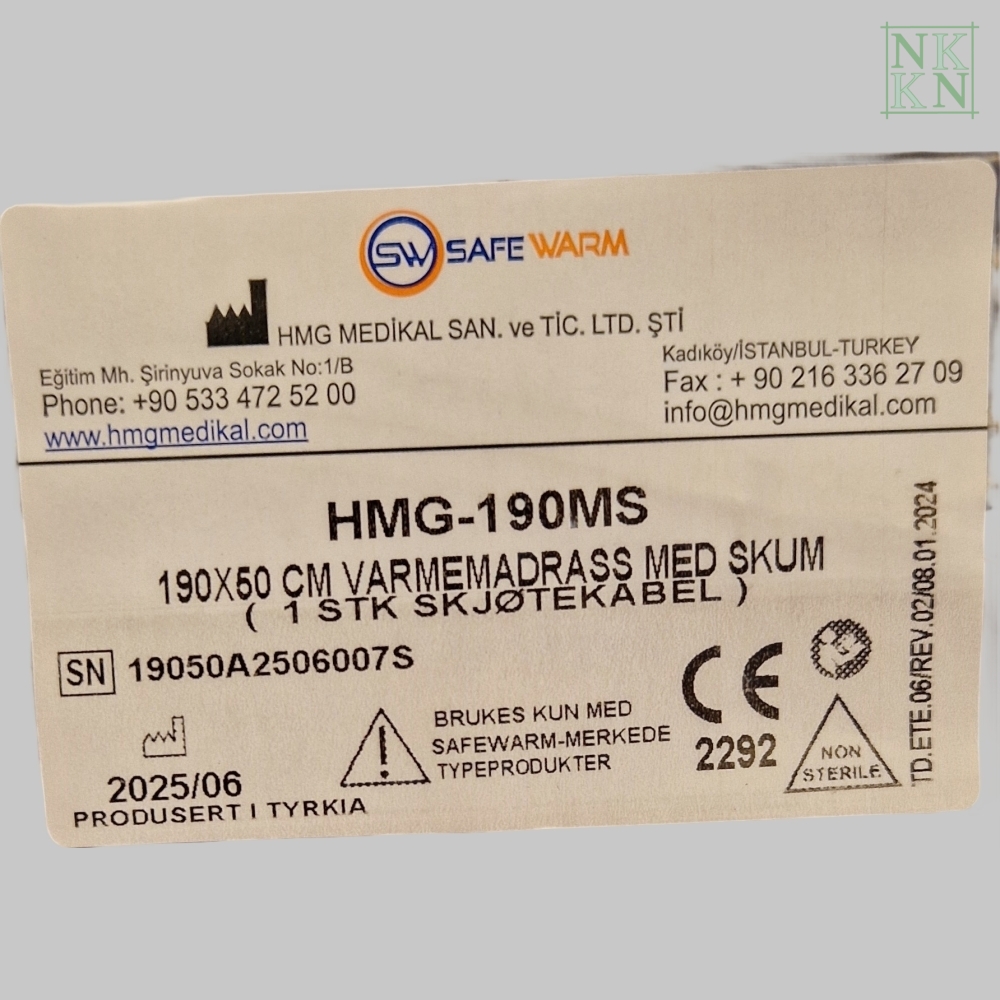 NK
KN
SW SAFE WARM
HMG MEDİKAL SAN. ve TİC. LTD. ŞTİ
Eğitim Mh. Şirinyuva Sokak No:1/B
Phone: +90 533 472 52 00
www.hmgmedikal.com
Kadıköy/İSTANBUL-TURKEY
Fax : + 90 216 336 27 09
info@hmgmedikal.com
HMG-190MS
190X50 CM VARMEMADRASS MED SKUM
( 1 STK SKJØTEKABEL )
SN 19050A2506007S
2025/06
PRODUSERT I TYRKIA
!
BRUKES KUN MED
SAFEWARM-MERKEDE
TYPEPRODUKTER
CE
2292
NON
STERILE
TD.ETE.06/REV.02/08.01.2024